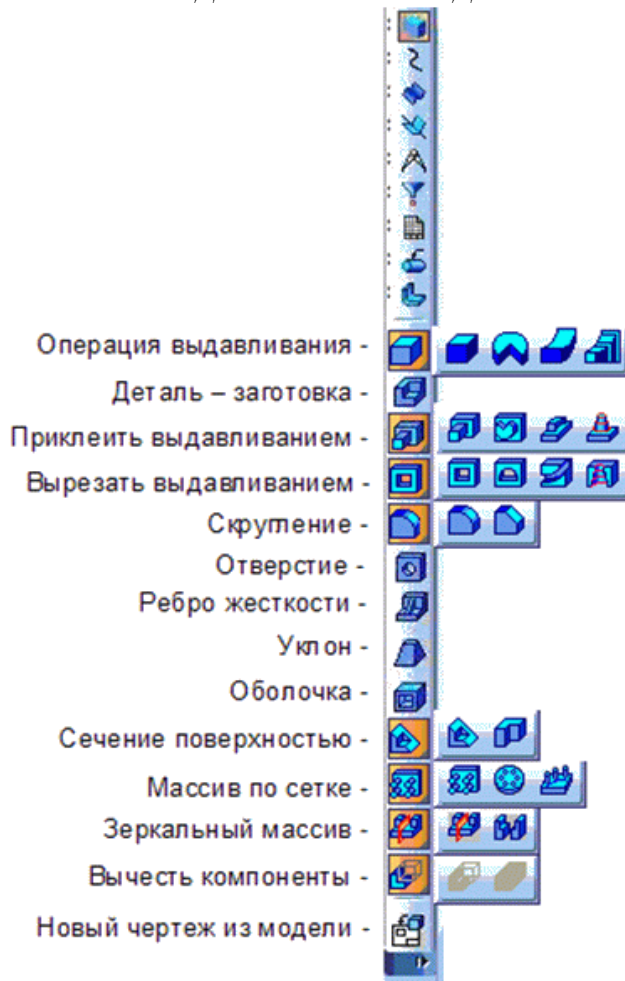 Операция выдавливания -
Деталь – заготовка -
Приклеить выдавливанием -
Вырезать выдавливанием -
Скругление -
Отверстие -
Ребро жесткости -
Уклон -
Оболочка -
Сечение поверхностью -
Массив по сетке -
Зеркальный массив -
Вычесть компоненты -
Новый чертеж из модели -